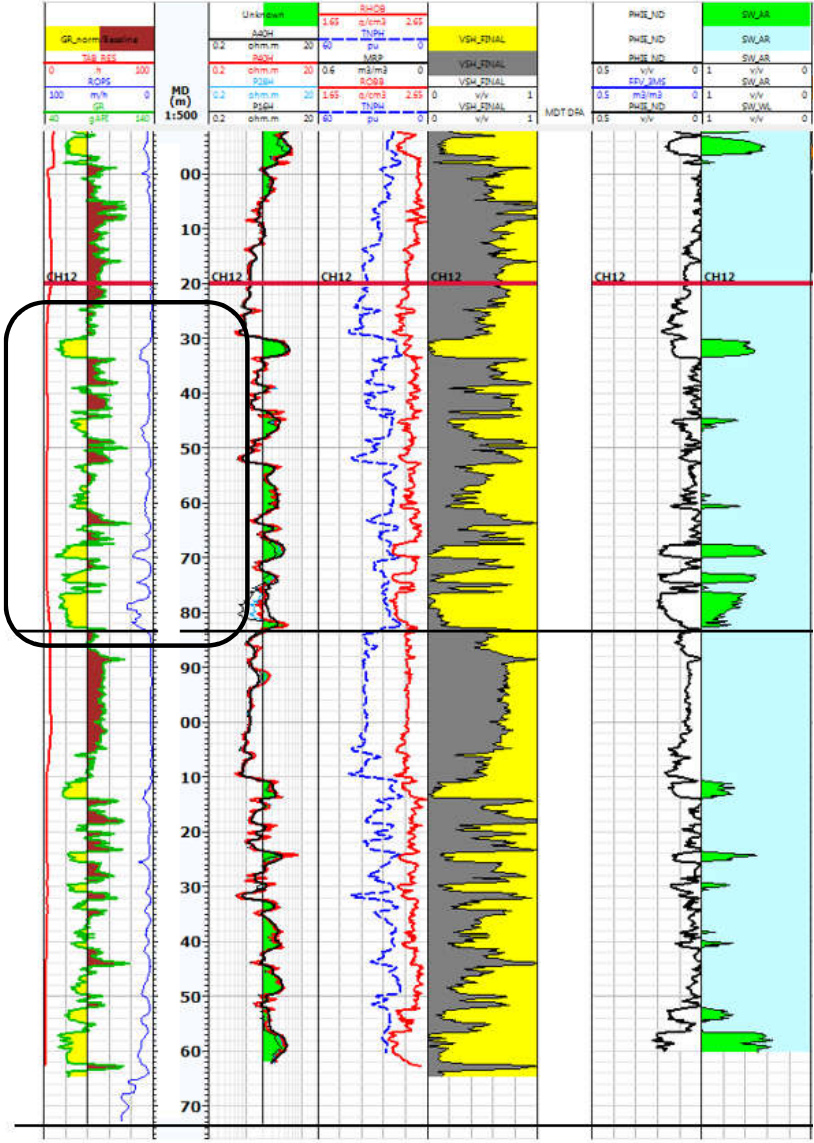 GR_norm/Baseline
TAB_RES
0 .h 100
ROPS
100 m/h 0
GR
40 gAPI 140
MD
(m)
1:500
Unknown
A40H
0.2 ohm.m 20
P40H
0.2 ohm.m 20
P28H
0.2 ohm.m 20
P16H
0.2 ohm.m 20
RHOB
1.65 g/cm3 2.65
TNPH
60 pu 0
MRP
0.6 m3/m3 0
ROBB
1.65 g/cm3 2.65
TNPH
60 pu 0
VSH_FINAL
VSH_FINAL
VSH_FINAL
0 v/v 1
VSH_FINAL
0 v/v 1
MDT DFA
PHIE_ND
PHIE_ND
PHIE_ND
0.5 v/v 0
FFV_3MS
0.5 m3/m3 0
PHIE_ND
0.5 v/v 0
SW_AR
SW_AR
SW_AR
1 v/v 0
SW_AR
1 v/v 0
SW_WL
1 v/v 0
00
10
CH12 20 CH12 CH12 CH12 CH12 CH12
30
40
50
60
70
80
90
00
10
20
30
40
50
60
70